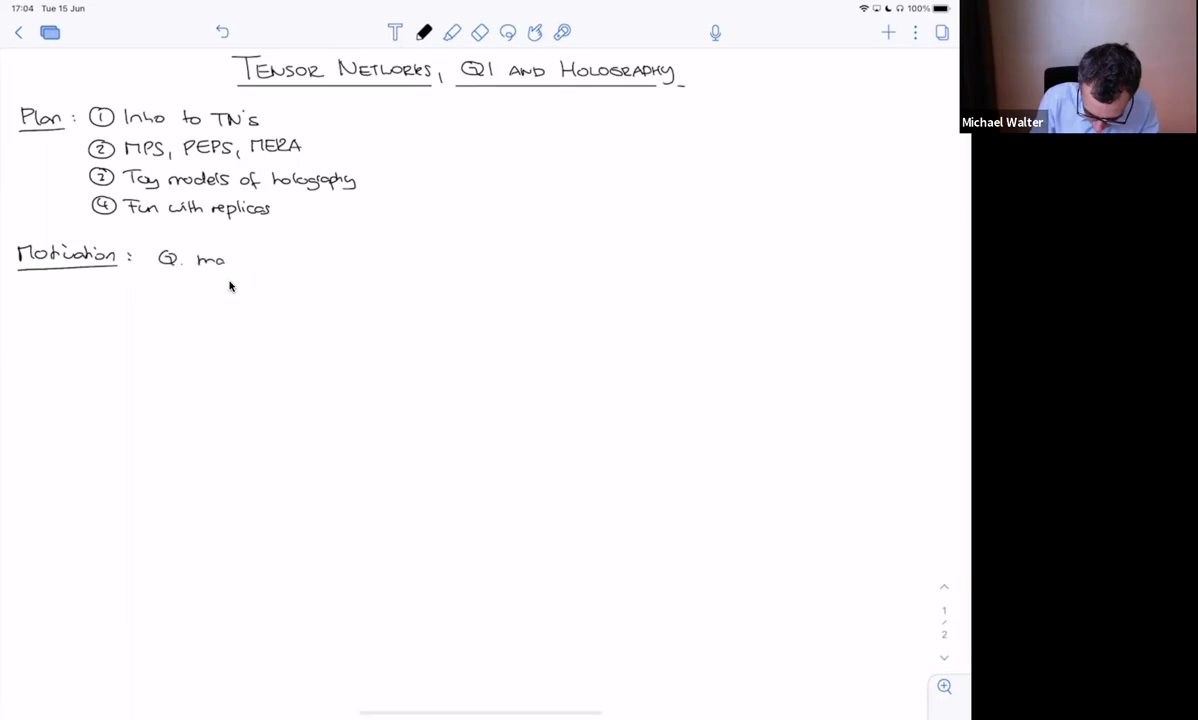 17:04 Tue 15 Jun
100%
TENSOR NETWORKS, QI AND HOLOGRAPHY
Plan: ① Intro to TN's
② MPS, PEPS, MERA
③ Toy models of holography
④ Fun with replicas
Motivation: Q. ma
Michael Walter
1
/
2